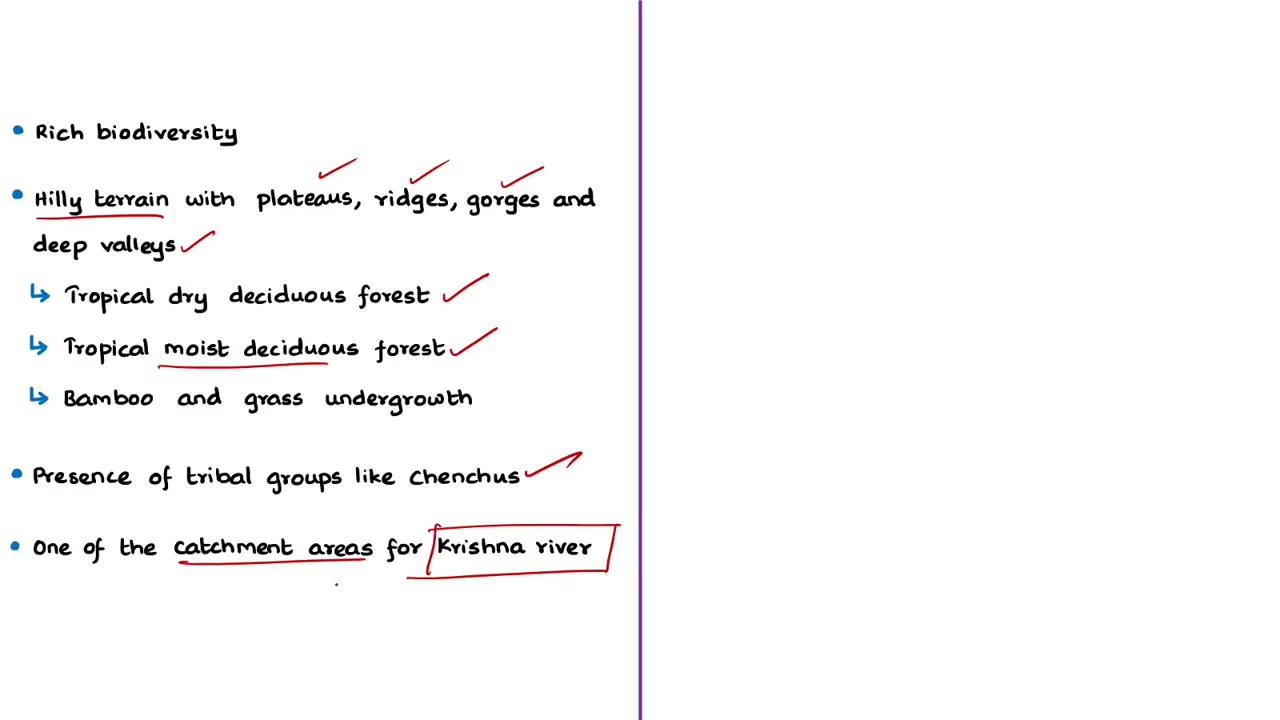 • Rich biodiversity
• Hilly terrain with plateaus, ridges, gorges and
deep valleys
↳ Tropical dry deciduous forest
↳ Tropical moist deciduous forest
↳ Bamboo and grass undergrowth
• Presence of tribal groups like Chenchus
• One of the catchment areas for Krishna river